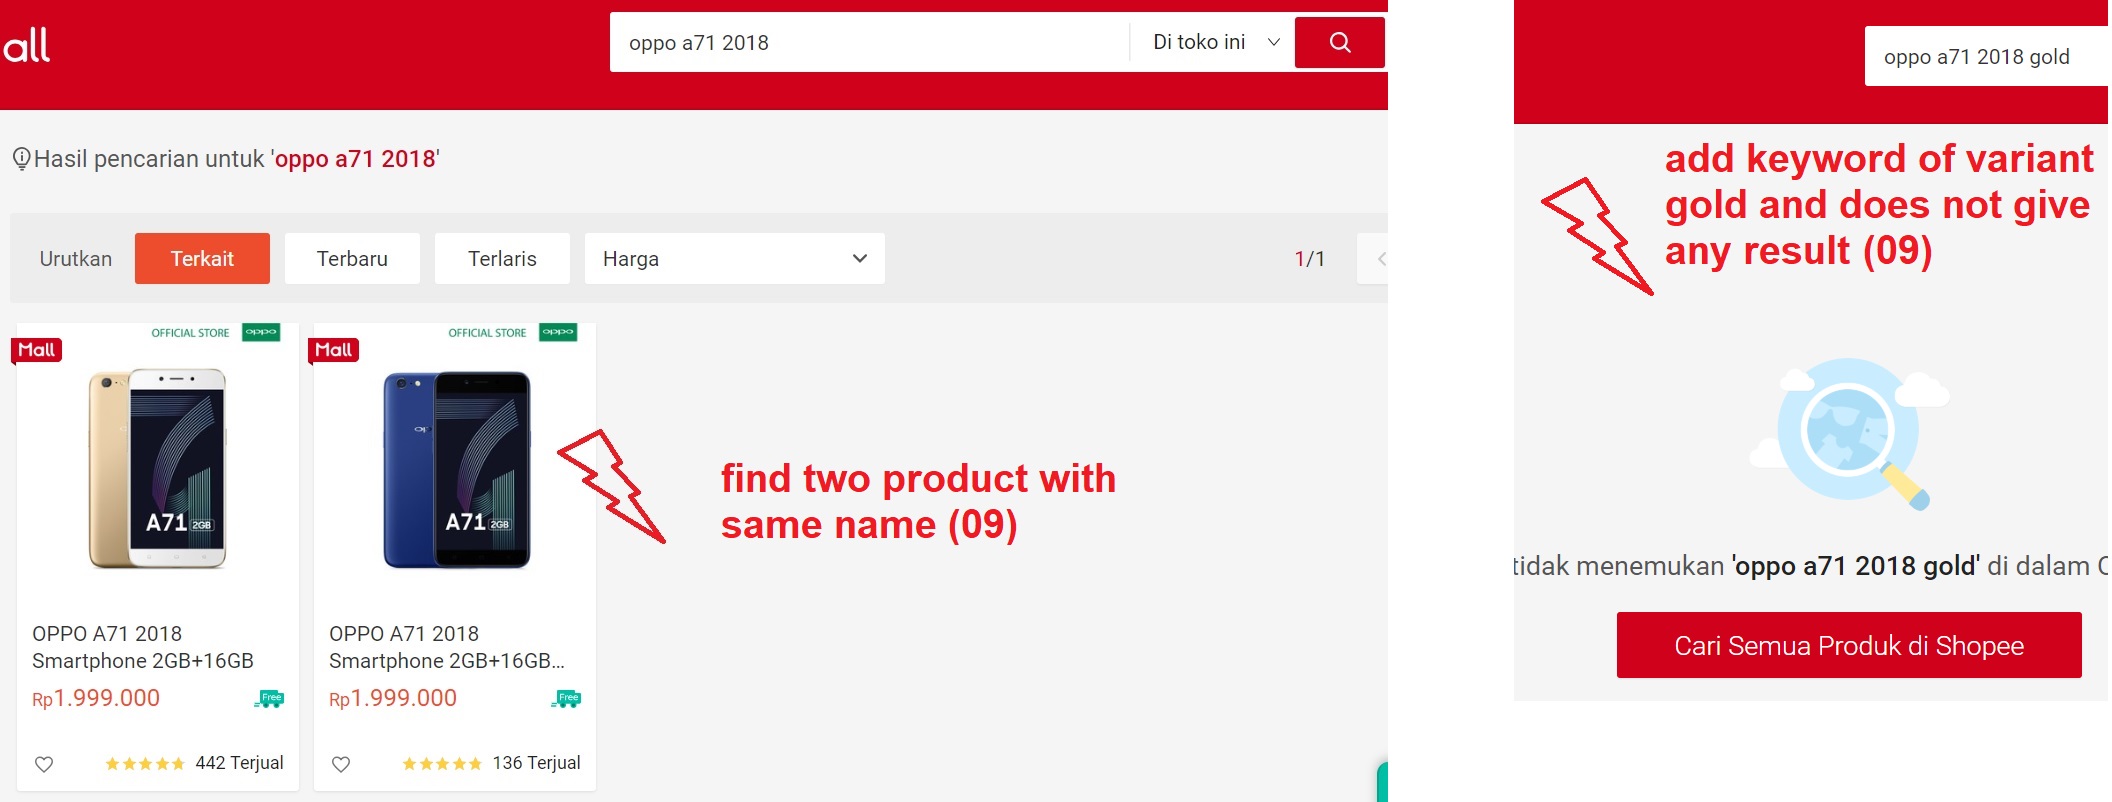 all
oppo a71 2018
Di toko ini
Hasil pencarian untuk 'oppo a71 2018'
Urutkan
Terkait
Terbaru
Terlaris
Harga
1/1
OFFICIAL STORE oppo
Mall
A71 2GB
OPPO A71 2018
Smartphone 2GB+16GB
Rp1.999.000
Free
442 Terjual
OFFICIAL STORE oppo
Mall
A71 2GB
OPPO A71 2018
Smartphone 2GB+16GB...
Rp1.999.000
Free
136 Terjual
find two product with
same name (09)
oppo a71 2018 gold
add keyword of variant
gold and does not give
any result (09)
tidak menemukan 'oppo a71 2018 gold' di dalam
Cari Semua Produk di Shopee